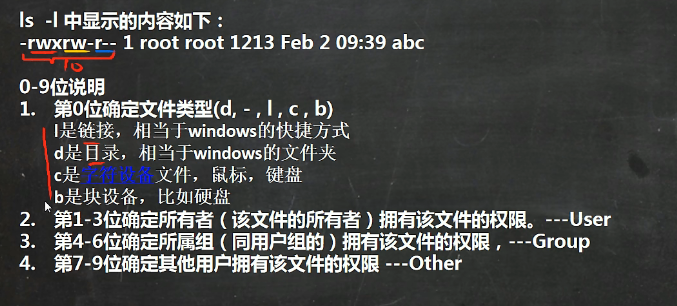 ls -l 中显示的内容如下：
-rwxrw-r-- 1 root root 1213 Feb 2 09:39 abc
10
0-9位说明
1. 第0位确定文件类型(d, - , l , c , b)
l是链接，相当于windows的快捷方式
d是目录，相当于windows的文件夹
c是字符设备文件，鼠标，键盘
b是块设备，比如硬盘
2. 第1-3位确定所有者（该文件的所有者）拥有该文件的权限。---User
3. 第4-6位确定所属组（同用户组的）拥有该文件的权限，---Group
4. 第7-9位确定其他用户拥有该文件的权限 ---Other